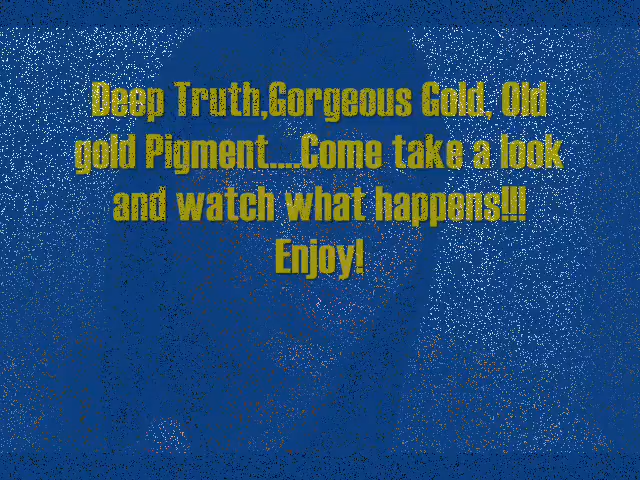 Deep Truth,Gorgeous Gold, Old
gold Pigment....Come take a look
and watch what happens!!!
Enjoy!